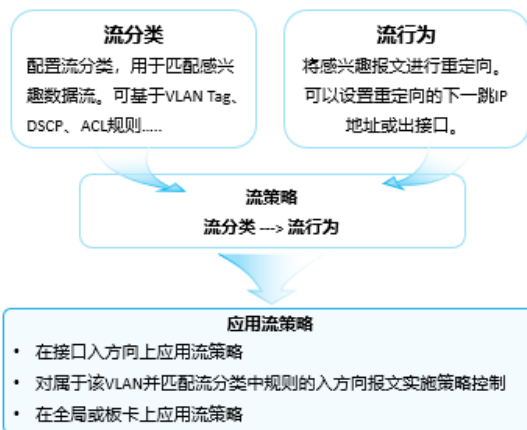 流分类
配置流分类，用于匹配感兴
趣数据流。可基于VLAN Tag、
DSCP、ACL规则.....
流行为
将感兴趣报文进行重定向。
可以设置重定向的下一跳IP
地址或出接口。
流策略
流分类 ---> 流行为
应用流策略
• 在接口入方向上应用流策略
• 对属于该VLAN并匹配流分类中规则的入方向报文实施策略控制
• 在全局或板卡上应用流策略